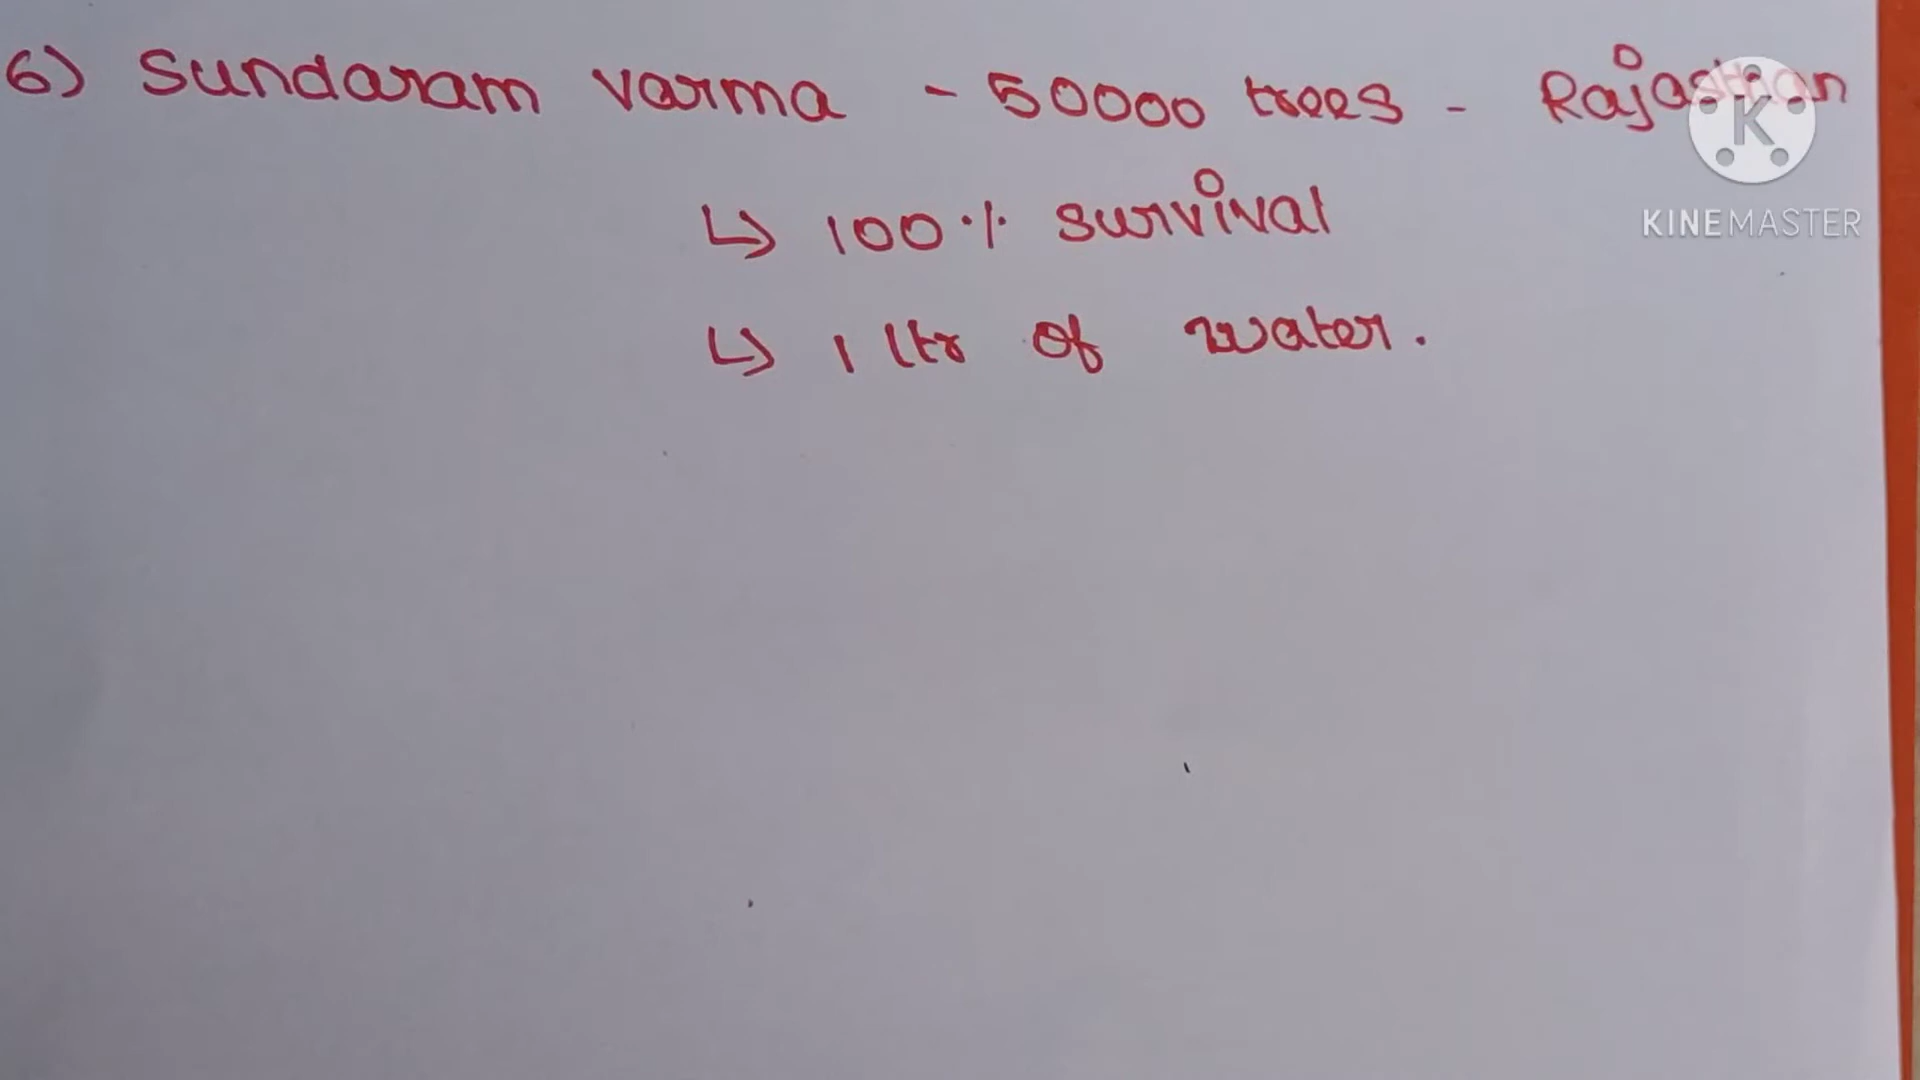 6) Sundaram Varma - 50000 trees - Rajasthan
↳ 100% survival
↳ 1 ltr of water.
K
KINEMASTER